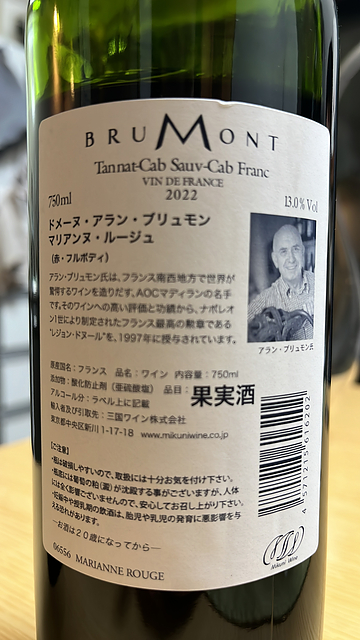 BRUMONT
Tannat-Cab Sauv-Cab Franc
VIN DE FRANCE
2022
750ml
13.0% Vol
ドメーヌ・アラン・ブリュモン
マリアンヌ・ルージュ
(赤・フルボディ)
アラン・ブリュモン氏は、フランス南西地方で世界が
驚愕するワインを造りだす、AOCマディランの名手
です。そのワインへの高い評価と功績から、ナポレオ
ン1世により制定されたフランス最高の勲章である
"レジョン・ドヌール"を、1997年に授与されています。
アラン・ブリュモン氏
原産国名:フランス 品名:ワイン 内容量:750ml
添加物:酸化防止剤(亜硫酸塩) 品目:果実酒
アルコール分:ラベル上に記載
輸入者及び引取先:三国ワイン株式会社
東京都中央区新川1-17-18 www.mikuniwine.co.jp
【ご注意】
・瓶は破損しやすいので、取扱には十分お気を付け下さい。
・瓶底には葡萄の粕(澱)が沈殿する事がございますが、人体
には全く影響ございませんので、安心してお召し上がり下さい。
・妊娠中や授乳期の飲酒は、胎児や乳児の発育に悪影響を与
える恐れがあります。
—お酒は20歳になってから—
06556 MARIANNE ROUGE
4 571215 616202
Mikuni Wine